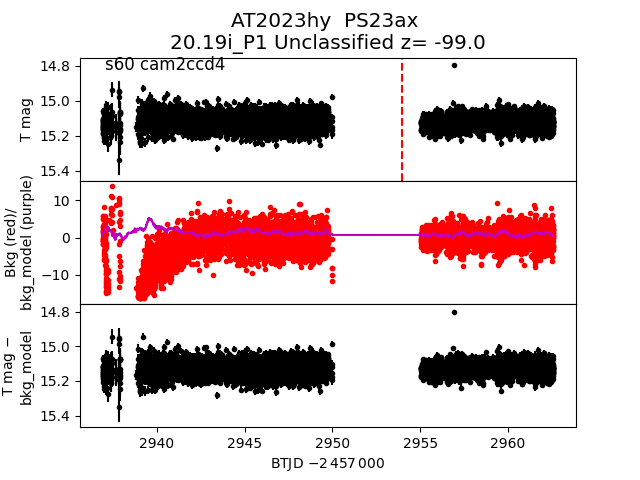 AT2023hy  PS23ax
20.19i_P1 Unclassified z= -99.0
s60 cam2ccd4
T mag
14.8
15.0
15.2
15.4
Bkg (red)/
bkg_model (purple)
10
0
−10
T mag −
bkg_model
14.8
15.0
15.2
15.4
2940 2945 2950 2955 2960
BTJD −2 457 000